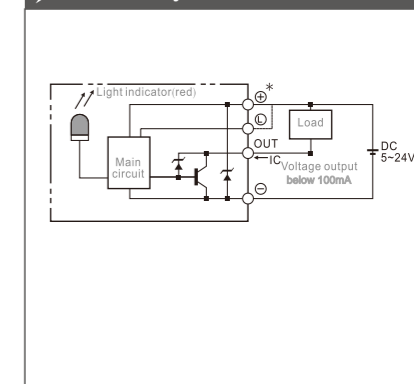 Light indicator(red)
⊕*
Ⓛ
Load
OUT
IC
DC
5~24V
Main
circuit
Voltage output
below 100mA
⊖